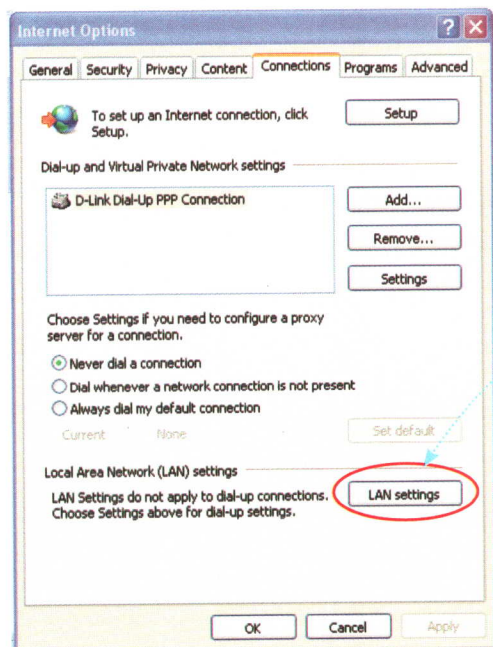 Internet Options
General Security Privacy Content Connections Programs Advanced
To set up an Internet connection, click
Setup.
Setup
Dial-up and Virtual Private Network settings
D-Link Dial-Up PPP Connection
Add...
Remove...
Settings
Choose Settings if you need to configure a proxy
server for a connection.
Never dial a connection
Dial whenever a network connection is not present
Always dial my default connection
Current None
Set default
Local Area Network (LAN) settings
LAN Settings do not apply to dial-up connections.
Choose Settings above for dial-up settings.
LAN settings
OK Cancel Apply